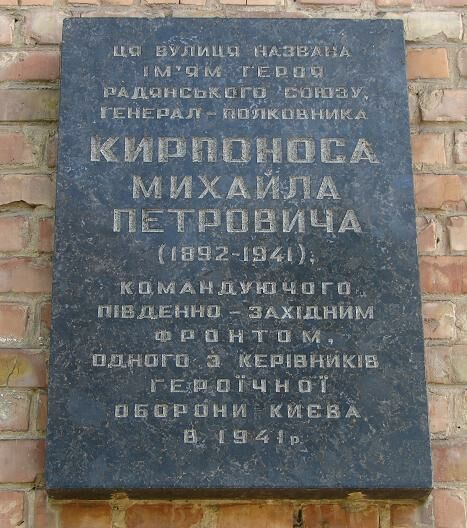 ЦЯ ВУЛИЦЯ НАЗВАНА
ІМ'ЯМ ГЕРОЯ
РАДЯНСЬКОГО СОЮЗУ,
ГЕНЕРАЛ-ПОЛКОВНИКА
КИРПОНОСА
МИХАЙЛА
ПЕТРОВИЧА
(1892-1941),
КОМАНДУЮЧОГО
ПІВДЕННО-ЗАХІДНИМ
ФРОНТОМ,
ОДНОГО З КЕРІВНИКІВ
ГЕРОЇЧНОЇ
ОБОРОНИ КИЄВА
В 1941р.